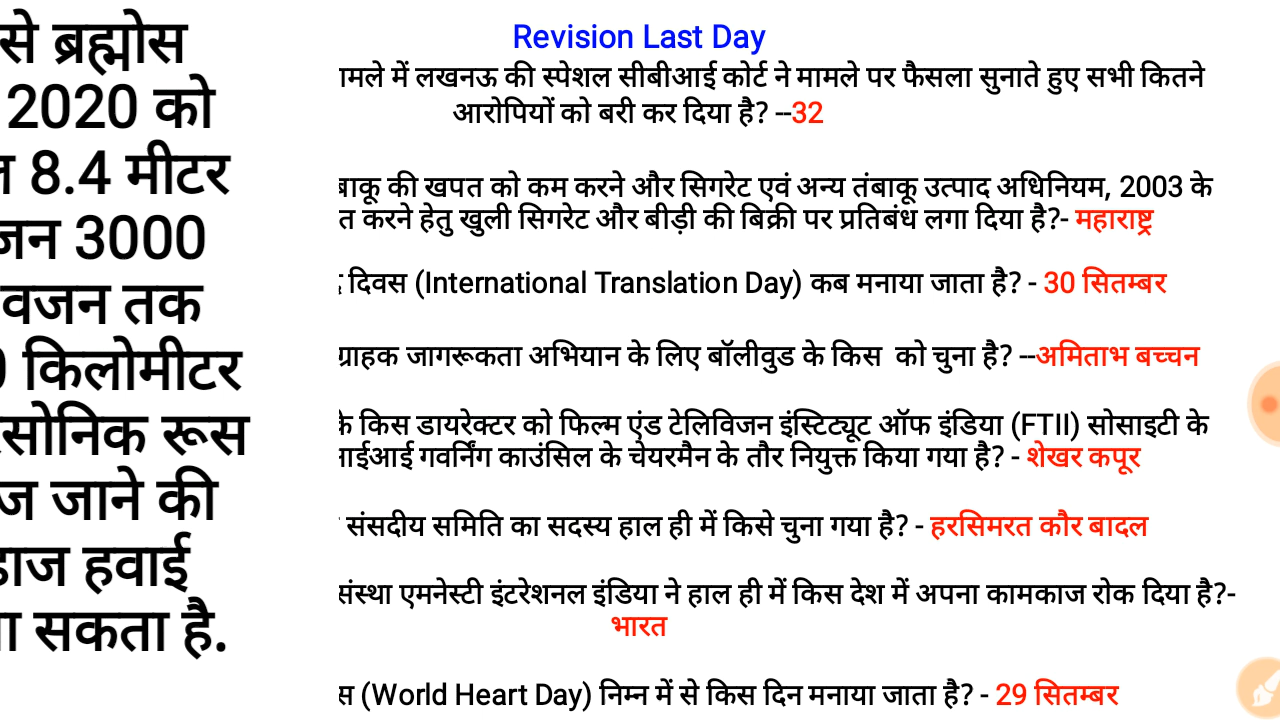 से ब्रह्मोस
2020 को
8.4 मीटर
3000
वजन तक
किलोमीटर
रूस
जाने की
हवाई
सकता है.
Revision Last Day
में लखनऊ की स्पेशल सीबीआई कोर्ट ने मामले पर फैसला सुनाते हुए सभी कितने
आरोपियों को बरी कर दिया है? --32
की खपत को कम करने और सिगरेट एवं अन्य तंबाकू उत्पाद अधिनियम, 2003 के
करने हेतु खुली सिगरेट और बीड़ी की बिक्री पर प्रतिबंध लगा दिया है?- महाराष्ट्र
दिवस (International Translation Day) कब मनाया जाता है? - 30 सितम्बर
ग्राहक जागरूकता अभियान के लिए बॉलीवुड के किस को चुना है? --अमिताभ बच्चन
के किस डायरेक्टर को फिल्म एंड टेलिविजन इंस्टिट्यूट ऑफ इंडिया (FTII) सोसाइटी के
गवर्निंग काउंसिल के चेयरमैन के तौर नियुक्त किया गया है? - शेखर कपूर
संसदीय समिति का सदस्य हाल ही में किसे चुना गया है? - हरसिमरत कौर बादल
संस्था एमनेस्टी इंटरेशनल इंडिया ने हाल ही में किस देश में अपना कामकाज रोक दिया है?-
भारत
(World Heart Day) निम्न में से किस दिन मनाया जाता है? - 29 सितम्बर